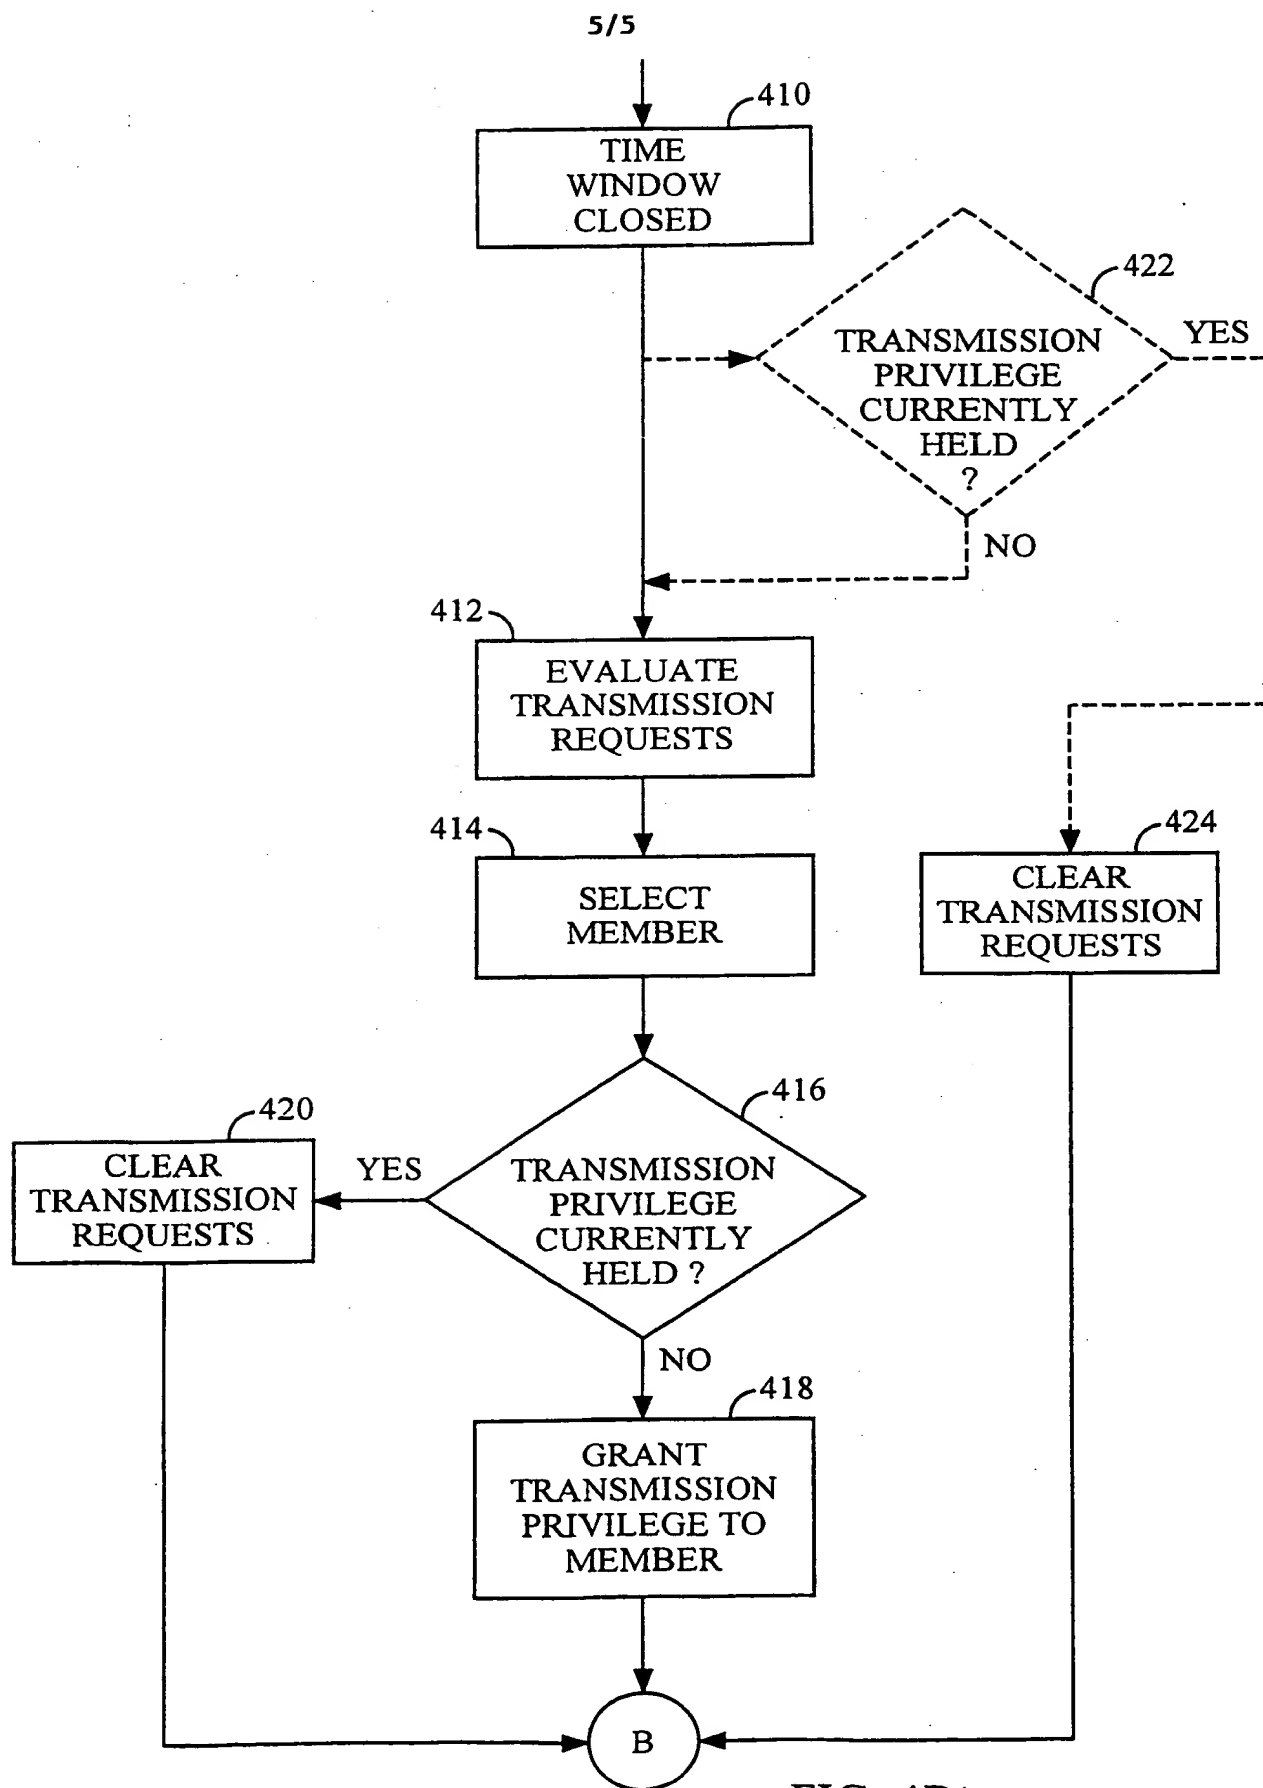 5/5
410
TIME
WINDOW
CLOSED
422
TRANSMISSION
PRIVILEGE
CURRENTLY
HELD
?
YES
NO
412
EVALUATE
TRANSMISSION
REQUESTS
414
SELECT
MEMBER
424
CLEAR
TRANSMISSION
REQUESTS
416
TRANSMISSION
PRIVILEGE
CURRENTLY
HELD ?
YES
420
CLEAR
TRANSMISSION
REQUESTS
NO
418
GRANT
TRANSMISSION
PRIVILEGE TO
MEMBER
B